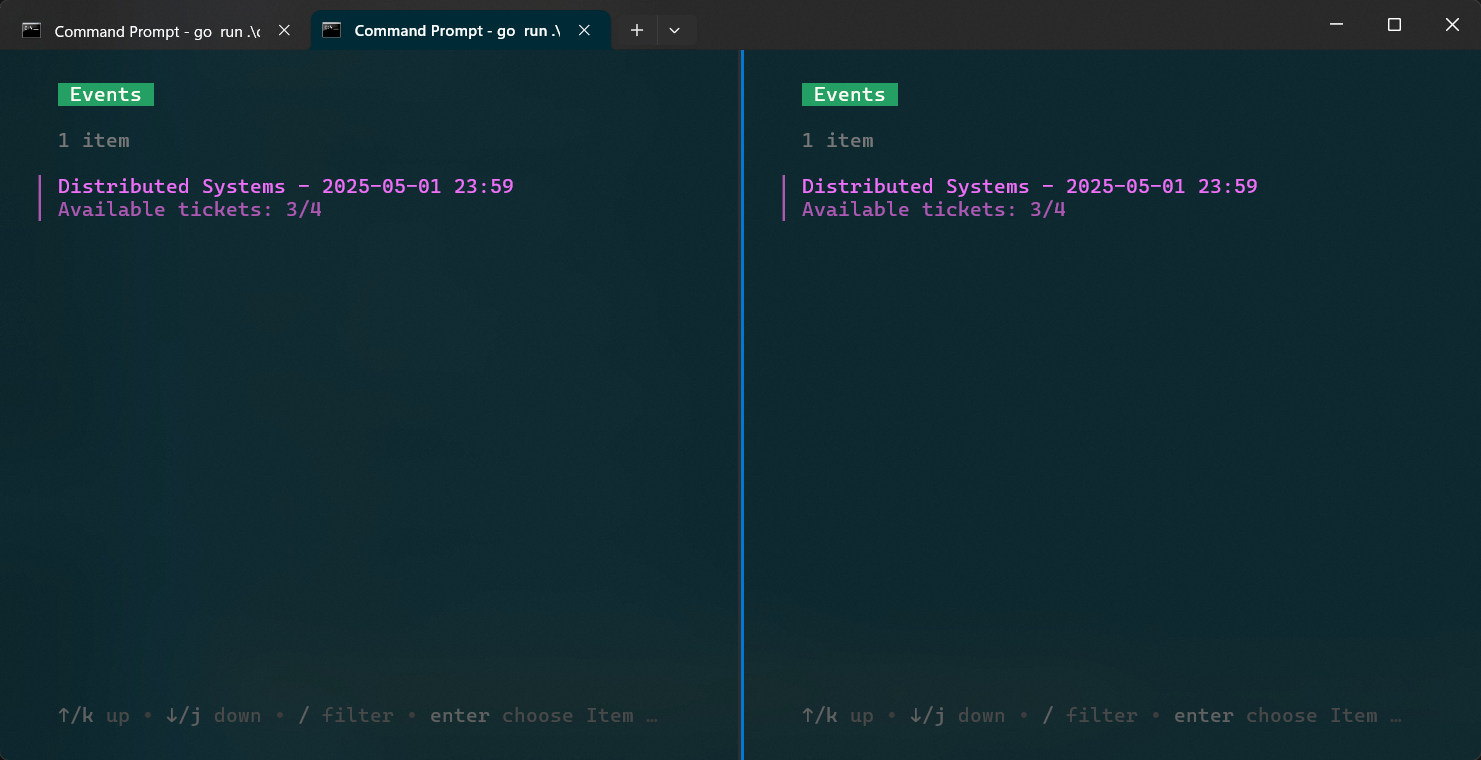 Command Prompt - go  run .\c
Command Prompt - go  run .\
Events
1 item
Distributed Systems - 2025-05-01 23:59
Available tickets: 3/4
↑/k up • ↓/j down • / filter • enter choose Item …
Events
1 item
Distributed Systems - 2025-05-01 23:59
Available tickets: 3/4
↑/k up • ↓/j down • / filter • enter choose Item …